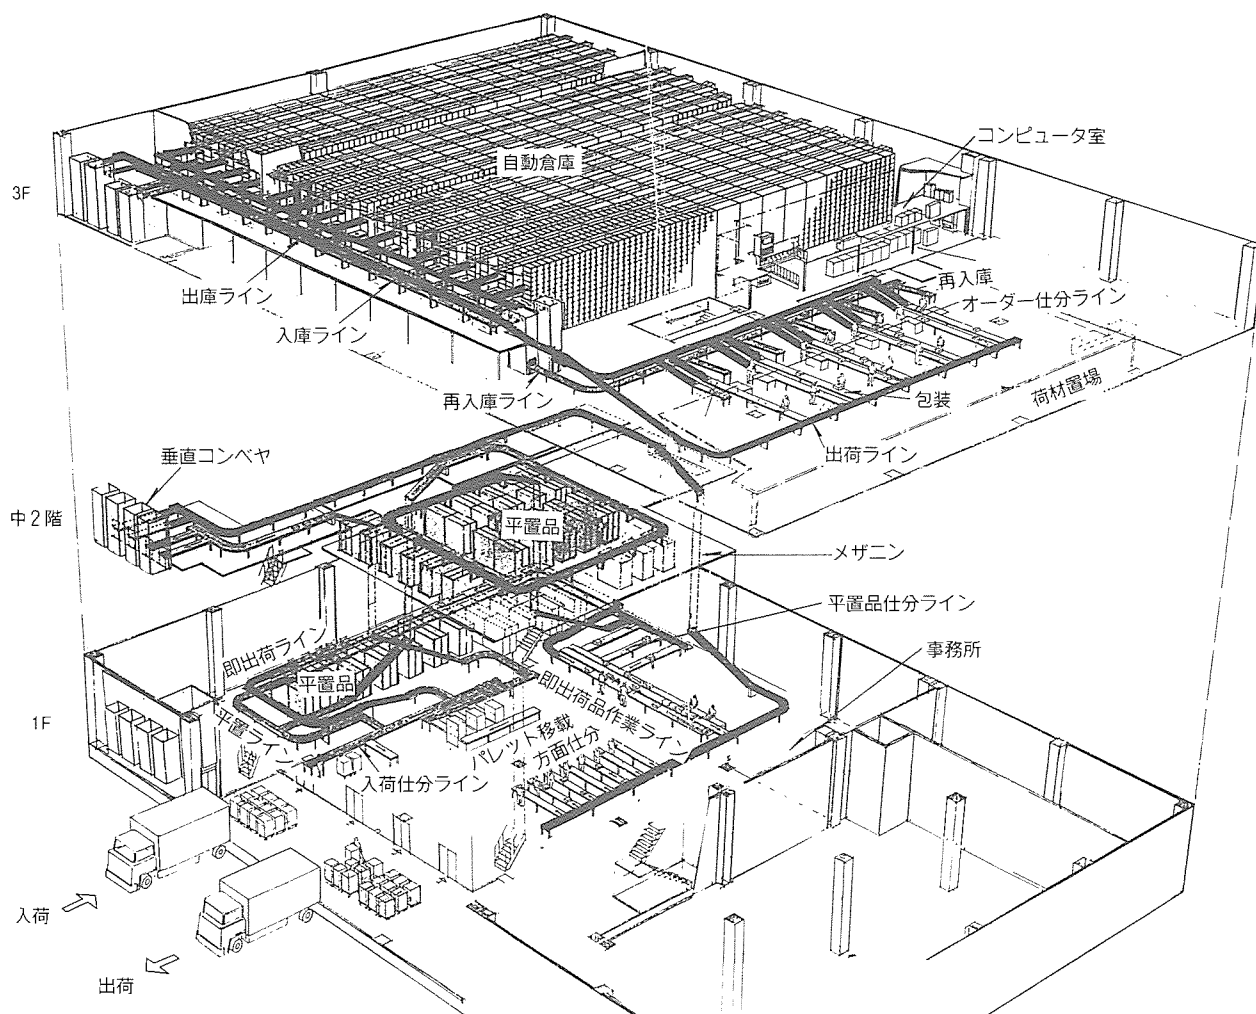 コンピュータ室
自動倉庫
3F
再入庫
出庫ライン
オーダー仕分ライン
入庫ライン
再入庫ライン
包装
荷材置場
出荷ライン
垂直コンベヤ
中2階
平置品
メザニン
平置品仕分ライン
即出荷ライン
事務所
平置品
即出荷品作業ライン
1F
平置ライン
パレット移載
方面仕分
入荷仕分ライン
入荷
出荷